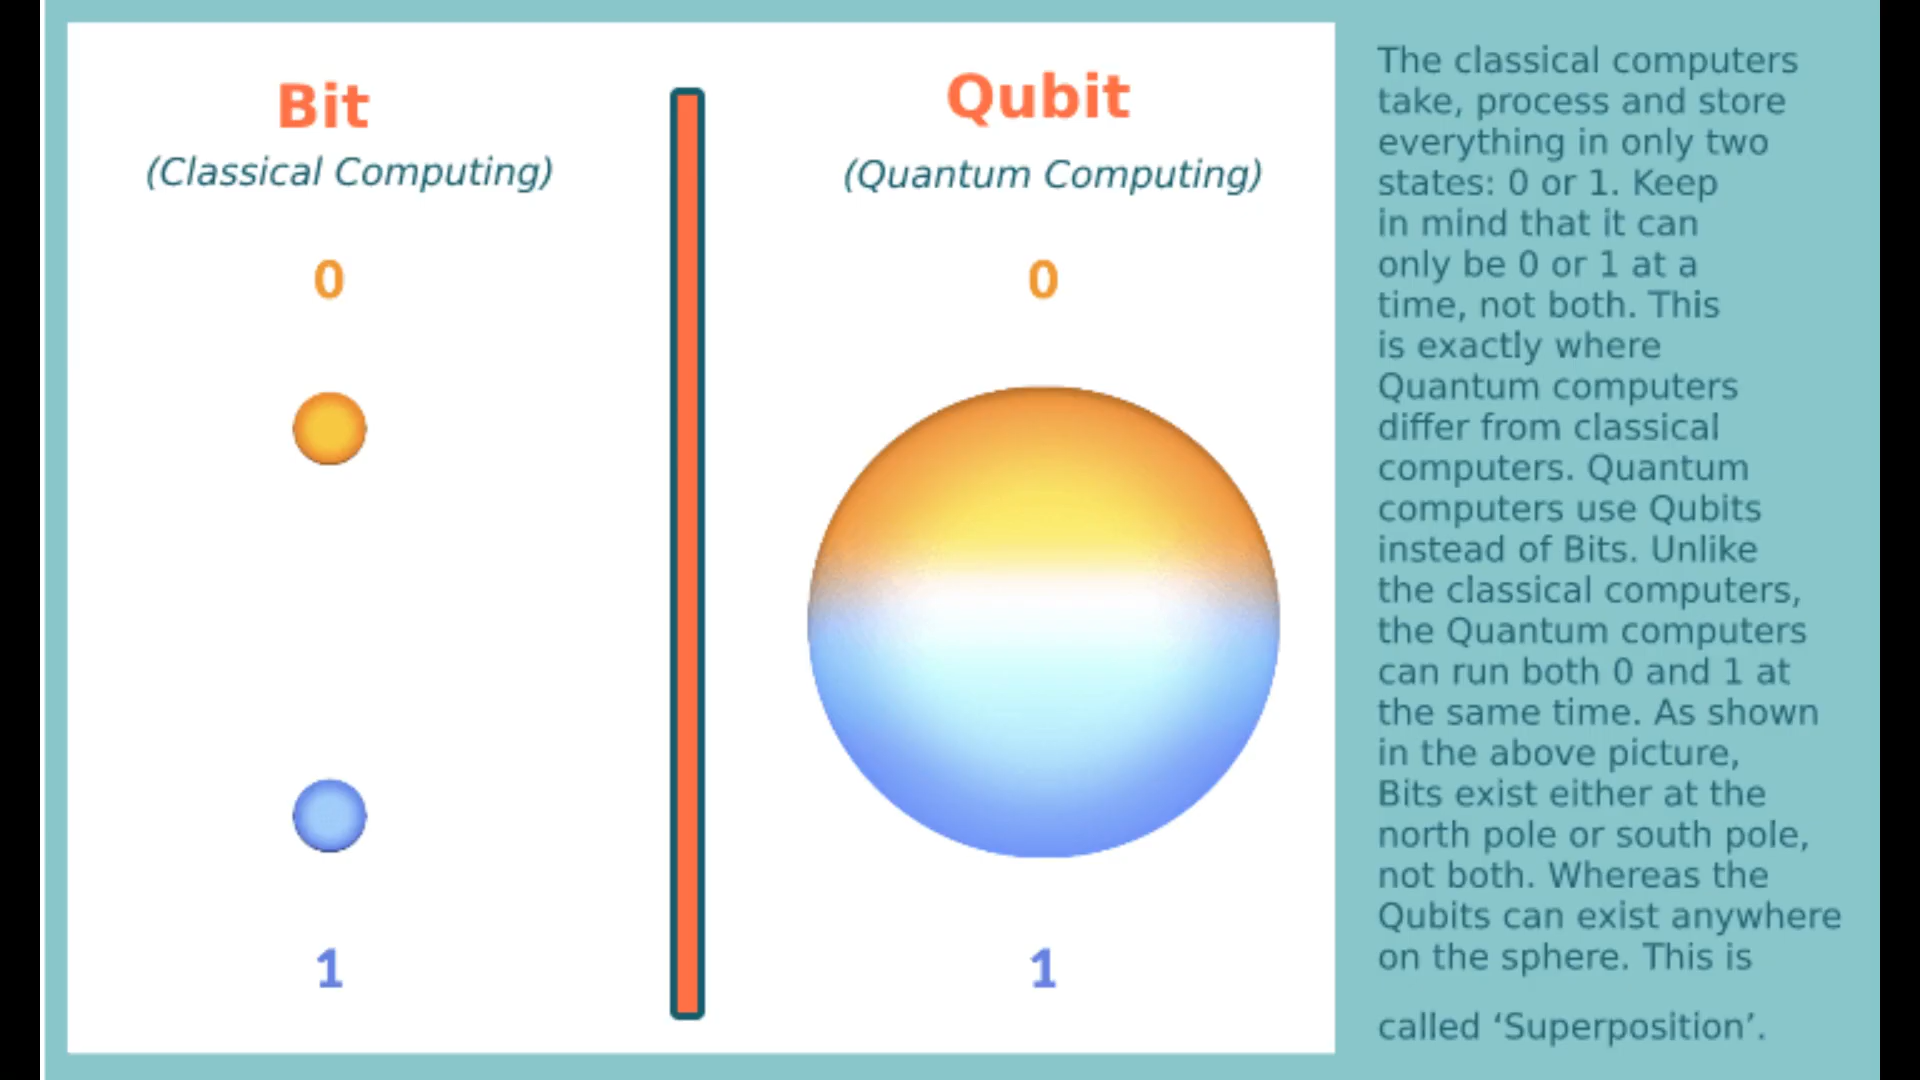 Bit
(Classical Computing)
0
1
Qubit
(Quantum Computing)
0
1
The classical computers
take, process and store
everything in only two
states: 0 or 1. Keep
in mind that it can
only be 0 or 1 at a
time, not both. This
is exactly where
Quantum computers
differ from classical
computers. Quantum
computers use Qubits
instead of Bits. Unlike
the classical computers,
the Quantum computers
can run both 0 and 1 at
the same time. As shown
in the above picture,
Bits exist either at the
north pole or south pole,
not both. Whereas the
Qubits can exist anywhere
on the sphere. This is
called ‘Superposition’.